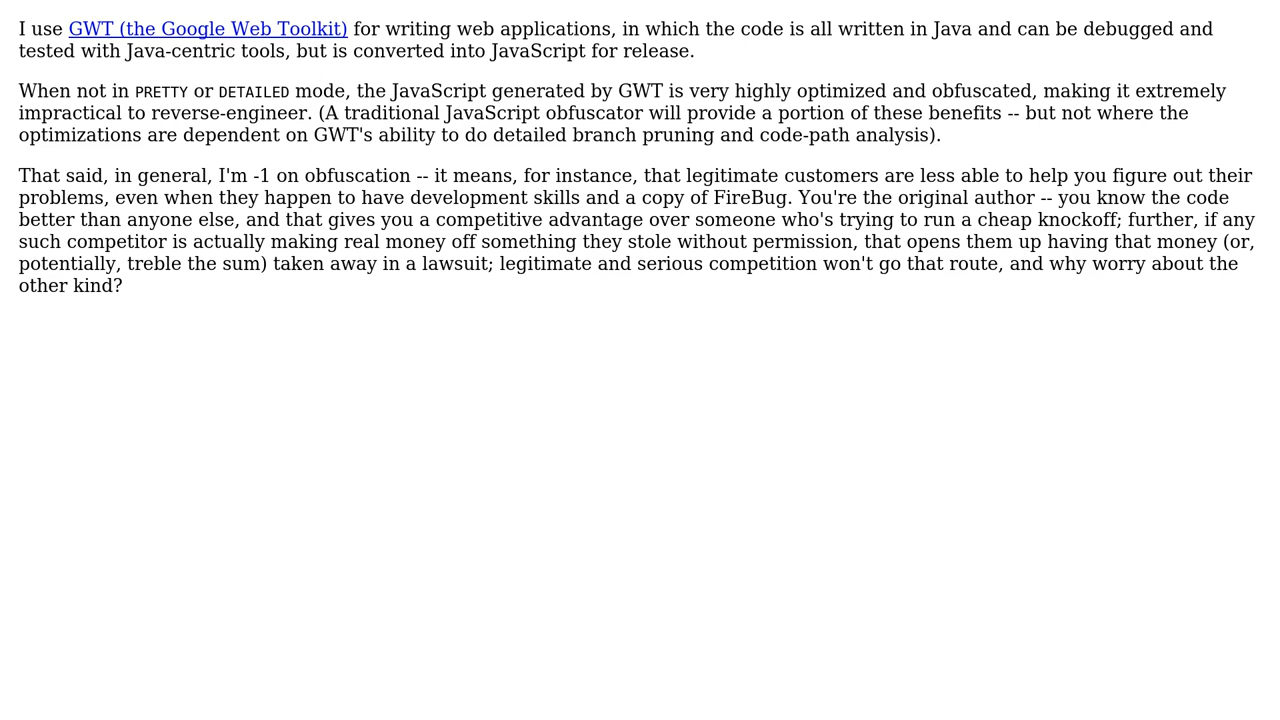 I use GWT (the Google Web Toolkit) for writing web applications, in which the code is all written in Java and can be debugged and
tested with Java-centric tools, but is converted into JavaScript for release.
When not in PRETTY or DETAILED mode, the JavaScript generated by GWT is very highly optimized and obfuscated, making it extremely
impractical to reverse-engineer. (A traditional JavaScript obfuscator will provide a portion of these benefits -- but not where the
optimizations are dependent on GWT's ability to do detailed branch pruning and code-path analysis).
That said, in general, I'm -1 on obfuscation -- it means, for instance, that legitimate customers are less able to help you figure out their
problems, even when they happen to have development skills and a copy of FireBug. You're the original author -- you know the code
better than anyone else, and that gives you a competitive advantage over someone who's trying to run a cheap knockoff; further, if any
such competitor is actually making real money off something they stole without permission, that opens them up having that money (or,
potentially, treble the sum) taken away in a lawsuit; legitimate and serious competition won't go that route, and why worry about the
other kind?